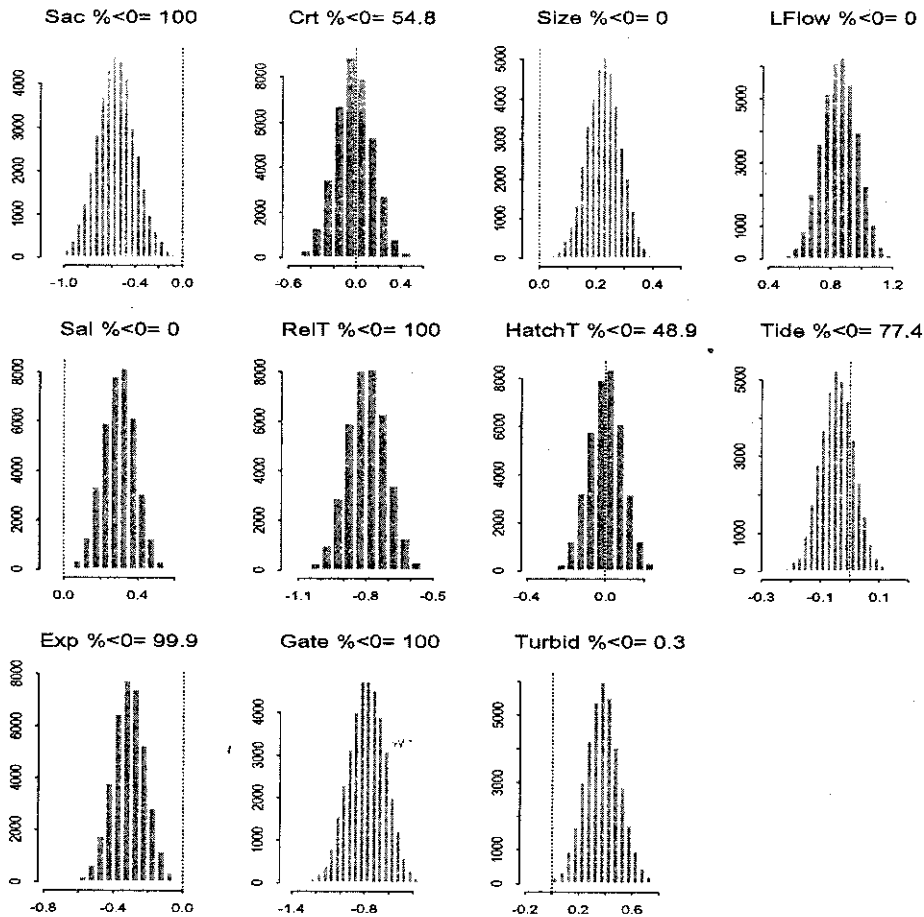 Sac %<0= 100
Crt %<0= 54.8
Size %<0= 0
LFlow %<0= 0
0 1000 2000 3000 4000
-1.0 -0.4 0.0
0 2000 4000 6000 8000
-0.6 0.0 0.4
0 1000 2000 3000 4000 5000
0.0 0.2 0.4
0 1000 3000 5000
0.4 0.8 1.2
Sal %<0= 0
RelT %<0= 100
HatchT %<0= 48.9
Tide %<0= 77.4
0 2000 4000 6000 8000
0.0 0.4
0 2000 4000 6000 8000
-1.1 -0.8 -0.5
0 2000 4000 6000 8000
-0.4 0.0
0 1000 3000 5000
-0.3 -0.1 0.1
Exp %<0= 99.9
Gate %<0= 100
Turbid %<0= 0.3
0 2000 4000 6000 8000
-0.8 -0.4 0.0
0 1000 2000 3000 4000
-1.4 -0.8
0 1000 3000 5000
-0.2 0.2 0.6